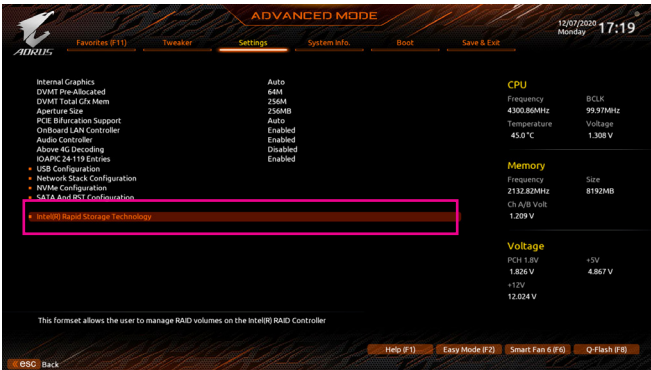 ADVANCED MODE
12/07/2020 Monday 17:19
AORUS
Favorites (F11) Tweaker Settings System Info. Boot Save & Exit
Internal Graphics Auto
DVMT Pre-Allocated 64M
DVMT Total Gfx Mem 256M
Aperture Size 256MB
PCIE Bifurcation Support Auto
OnBoard LAN Controller Enabled
Audio Controller Enabled
Above 4G Decoding Disabled
IOAPIC 24-119 Entries Enabled
USB Configuration
Network Stack Configuration
NVMe Configuration
SATA And RST Configuration
Intel(R) Rapid Storage Technology
CPU
Frequency BCLK
4300.86MHz 99.97MHz
Temperature Voltage
45.0 °C 1.308 V
Memory
Frequency Size
2132.82MHz 8192MB
Ch A/B Volt
1.209 V
Voltage
PCH 1.8V +5V
1.826 V 4.867 V
+12V
12.024 V
This formset allows the user to manage RAID volumes on the Intel(R) RAID Controller
Help (F1) Easy Mode (F2) Smart Fan 6 (F6) Q-Flash (F8)
esc Back